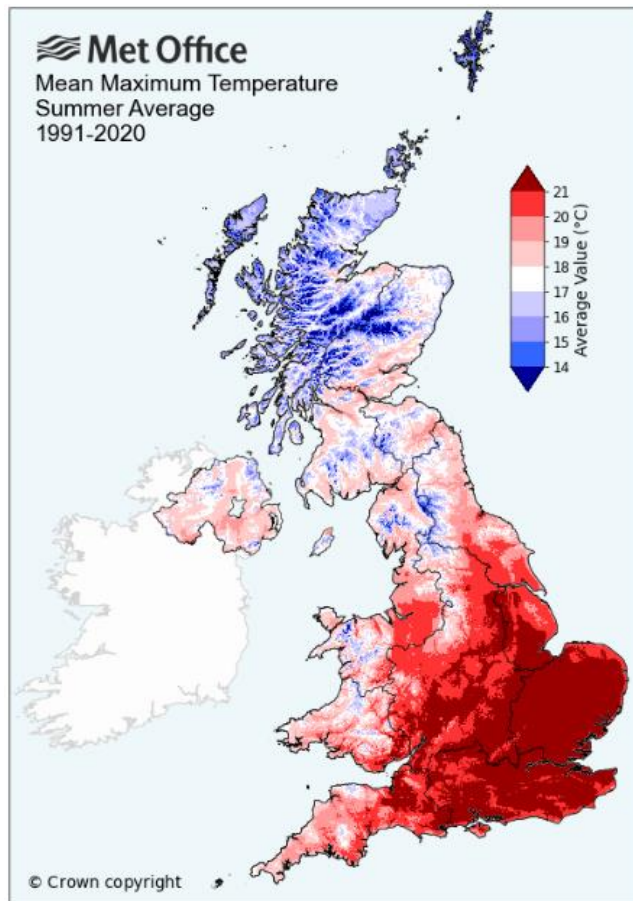 Met Office
Mean Maximum Temperature
Summer Average
1991-2020
21
20
19
18
17
16
15
14
Average Value (°C)
© Crown copyright